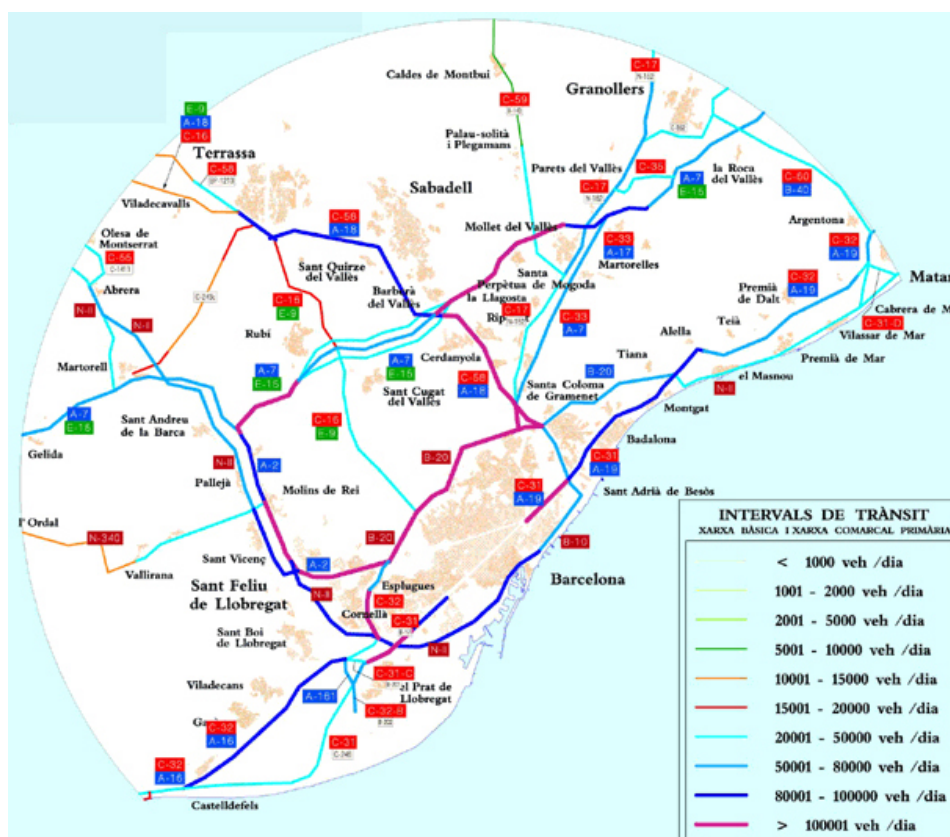 C-17
Caldes de Montbui
Granollers
C-59
E-9
A-18
C-16
Palau-solità
i Plegamans
Terrassa
C-58
Parets del Vallès
C-35
la Roca
del Vallès
A-7
E-15
C-60
B-40
Sabadell
C-17
Viladecavalls
Argentona
Mollet del Vallès
C-58
A-18
Olesa de
Montserrat
C-55
C-33
A-17
Martorelles
C-32
A-19
Sant Quirze
del Vallès
Santa
Perpètua
de Mogoda
Abrera
Barberà
del Vallès
la Llagosta
Premià
de Dalt
C-32
A-19
Cabrera de M
C-16
E-9
N-II
N-II
C-17
C-33
A-7
C-31-D
Vilassar de Mar
Rubí
Teià
Alella
Cerdanyola
Tiana
Premià de Mar
Martorell
A-7
E-15
A-7
E-15
C-58
A-18
B-20
el Masnou
Sant Cugat
del Vallès
Santa Coloma
de Gramenet
N-II
A-7
E-15
Sant Andreu
de la Barca
C-16
E-9
Montgat
Gelida
Badalona
N-II
A-2
B-20
C-31
A-19
Pallejà
Molins de Rei
C-31
A-19
Sant Adrià de Besòs
l'Ordal
N-340
B-20
B-10
Vallirana
Sant Vicenç
A-2
Barcelona
Sant Feliu
de Llobregat
Esplugues
N-II
C-32
Cornellà
C-31
Sant Boi
de Llobregat
N-II
Viladecans
C-31-C
A-161
el Prat de
Llobregat
C-32-B
C-32
A-16
C-31
C-32
A-16
Castelldefels
INTERVALS DE TRÀNSIT
XARXA BÀSICA I XARXA COMARCAL PRIMÀRIA
< 1000 veh /dia
1001 - 2000 veh /dia
2001 - 5000 veh /dia
5001 - 10000 veh /dia
10001 - 15000 veh /dia
15001 - 20000 veh /dia
20001 - 50000 veh /dia
50001 - 80000 veh /dia
80001 - 100000 veh /dia
> 100001 veh /dia